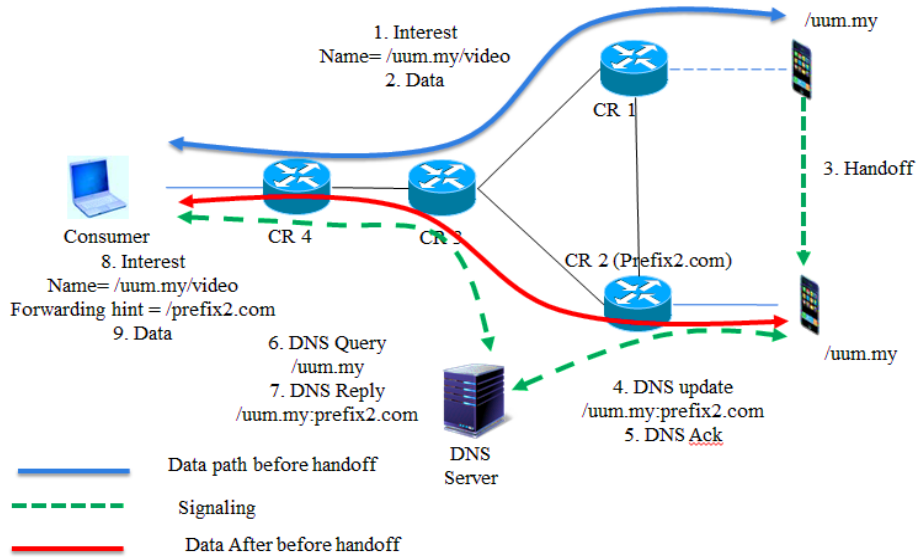 /uum.my
1. Interest
Name= /uum.my/video
2. Data
CR 1
3. Handoff
Consumer
CR 4
CR 3
CR 2 (Prefix2.com)
8. Interest
Name= /uum.my/video
Forwarding hint = /prefix2.com
9. Data
/uum.my
6. DNS Query
/uum.my
7. DNS Reply
/uum.my:prefix2.com
4. DNS update
/uum.my:prefix2.com
5. DNS Ack
DNS
Server
Data path before handoff
Signaling
Data After before handoff